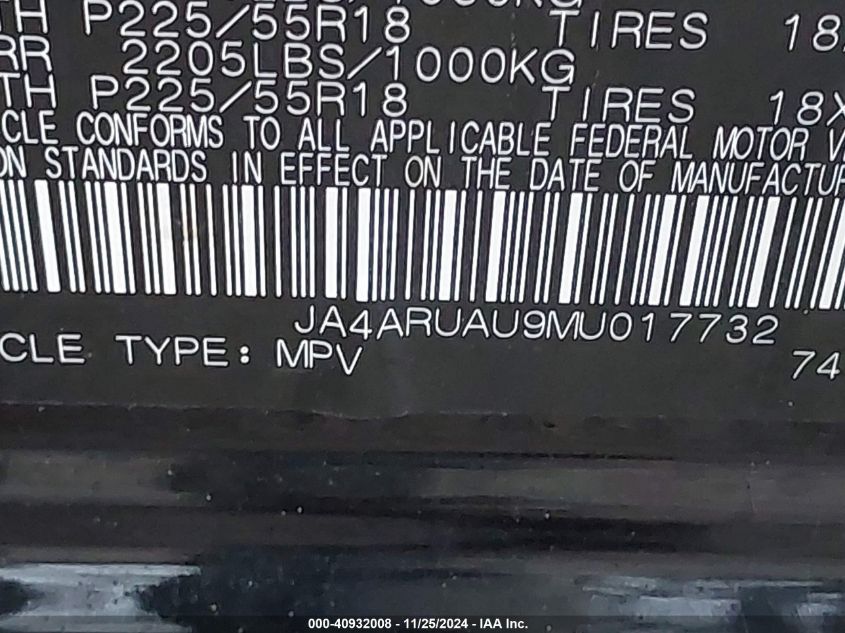 TH P225/55R18 TIRES 18
RR 2205LBS/1000KG
TH P225/55R18 TIRES 18X
CLE CONFORMS TO ALL APPLICABLE FEDERAL MOTOR V
ON STANDARDS IN EFFECT ON THE DATE OF MANUFACTUR
JA4ARUAU9MU017732
CLE TYPE: MPV 74
000-40932008 - 11/25/2024 - IAA Inc.